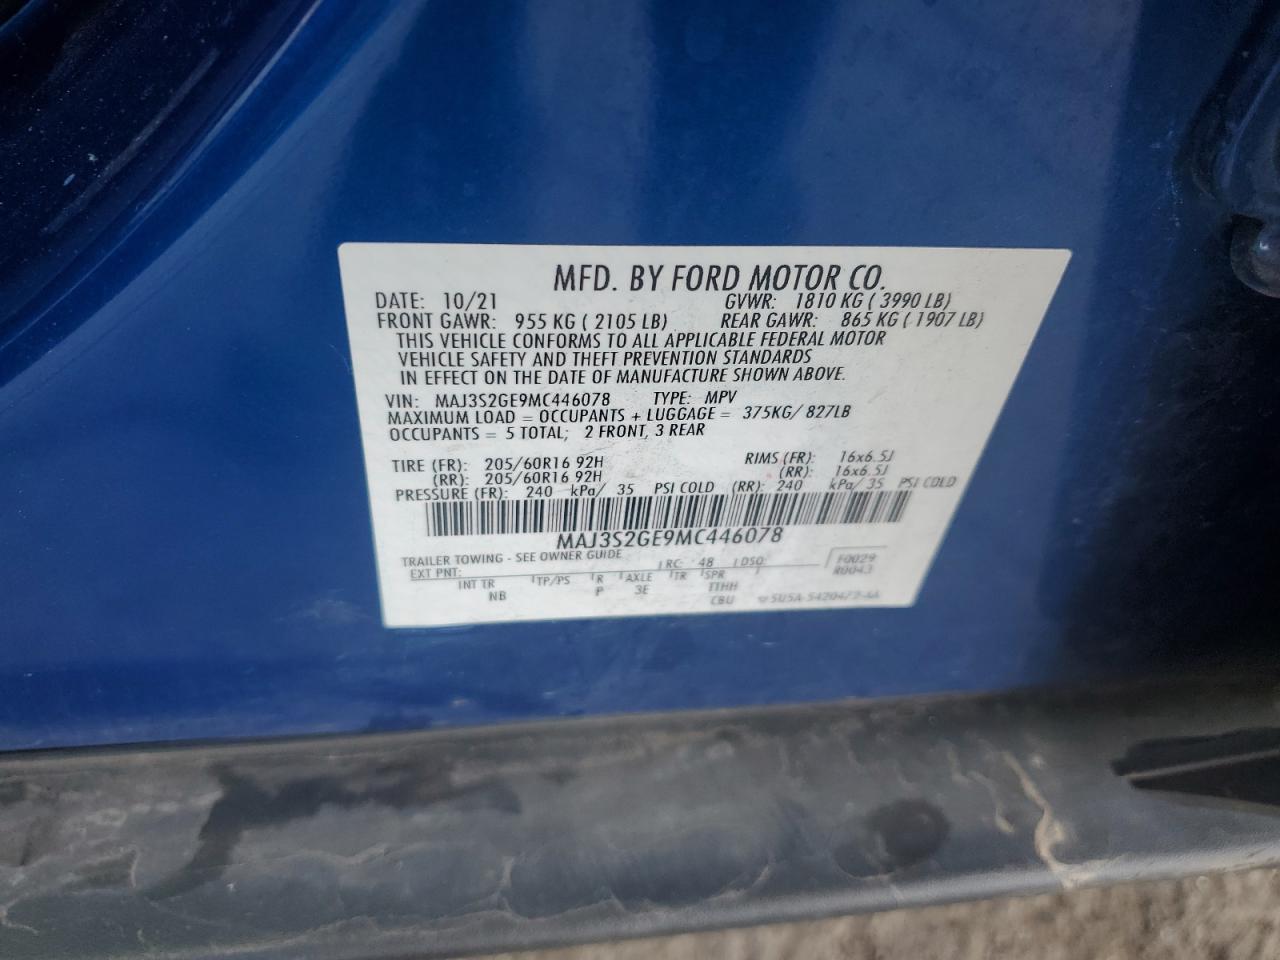 MFD. BY FORD MOTOR CO.
DATE: 10/21 GVWR: 1810 KG ( 3990 LB)
FRONT GAWR: 955 KG ( 2105 LB) REAR GAWR: 865 KG ( 1907 LB)
THIS VEHICLE CONFORMS TO ALL APPLICABLE FEDERAL MOTOR
VEHICLE SAFETY AND THEFT PREVENTION STANDARDS
IN EFFECT ON THE DATE OF MANUFACTURE SHOWN ABOVE.
VIN: MAJ3S2GE9MC446078 TYPE: MPV
MAXIMUM LOAD = OCCUPANTS + LUGGAGE = 375KG/ 827LB
OCCUPANTS = 5 TOTAL; 2 FRONT, 3 REAR
TIRE (FR): 205/60R16 92H RIMS (FR): 16x6.5J
(RR): 205/60R16 92H (RR): 16x6.5J
PRESSURE (FR): 240 kPa/ 35 PSI COLD (RR): 240 kPa/ 35 PSI COLD
MAJ3S2GE9MC446078
TRAILER TOWING - SEE OWNER GUIDE
EXT PNT: RC: 48 DSO: F0029
R0043
INT TR TP/PS R AXLE TR SPR
NB P 3E TTHH
CBU